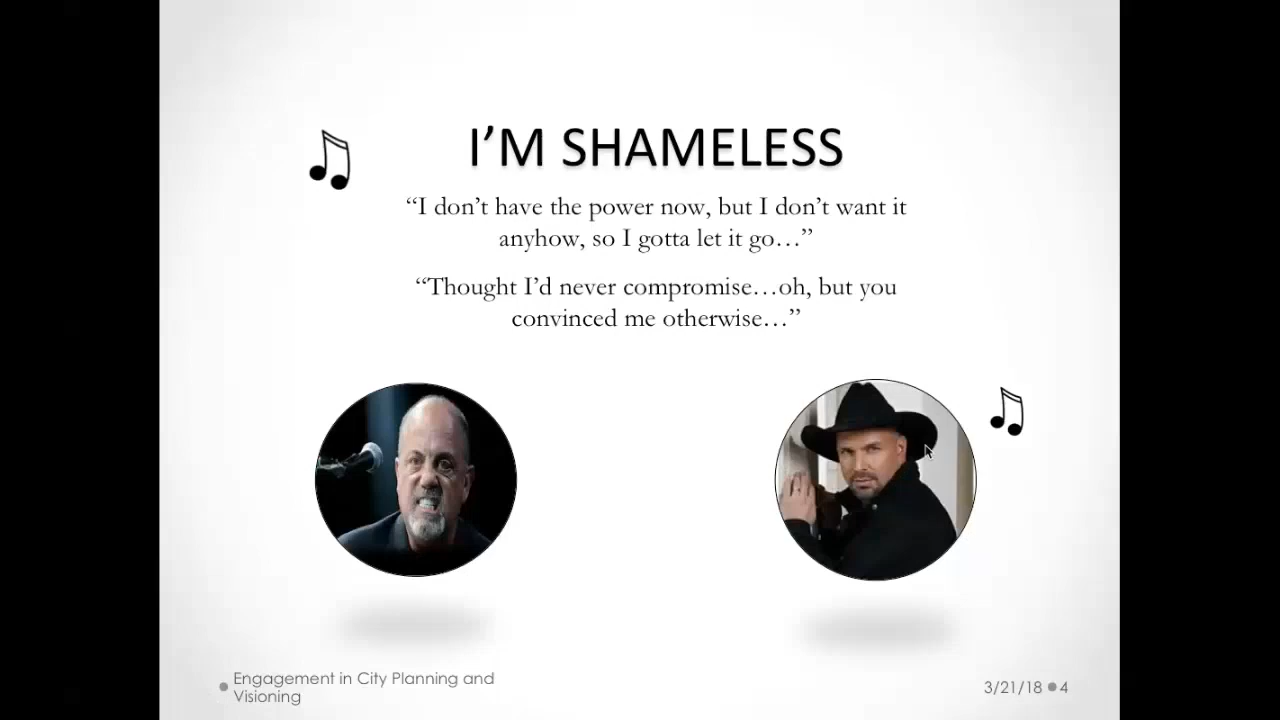 I’M SHAMELESS
“I don’t have the power now, but I don’t want it
anyhow, so I gotta let it go…”
“Thought I’d never compromise…oh, but you
convinced me otherwise…”
Engagement in City Planning and
Visioning
3/21/18
4